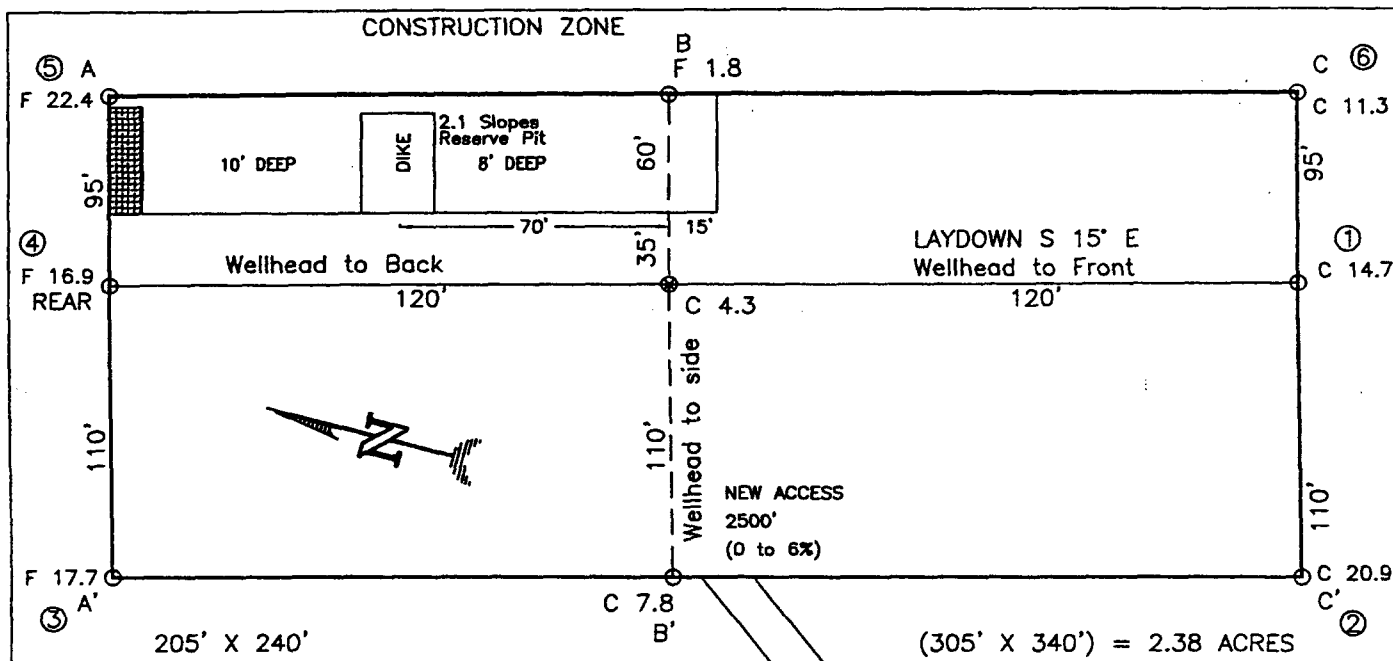 CONSTRUCTION ZONE
⑤ A
B
C ⑥
F 22.4
F 1.8
C 11.3
2.1 Slopes
Reserve Pit
10' DEEP
DIKE
8' DEEP
60'
95'
95'
70'
15'
35'
④
F 16.9
REAR
Wellhead to Back
120'
C 4.3
LAYDOWN S 15° E
Wellhead to Front
120'
①
C 14.7
N
110'
110'
Wellhead to side
110'
NEW ACCESS
2500'
(0 to 6%)
F 17.7
A'
③
C 7.8
B'
C 20.9
C'
②
205' X 240'
(305' X 340') = 2.38 ACRES